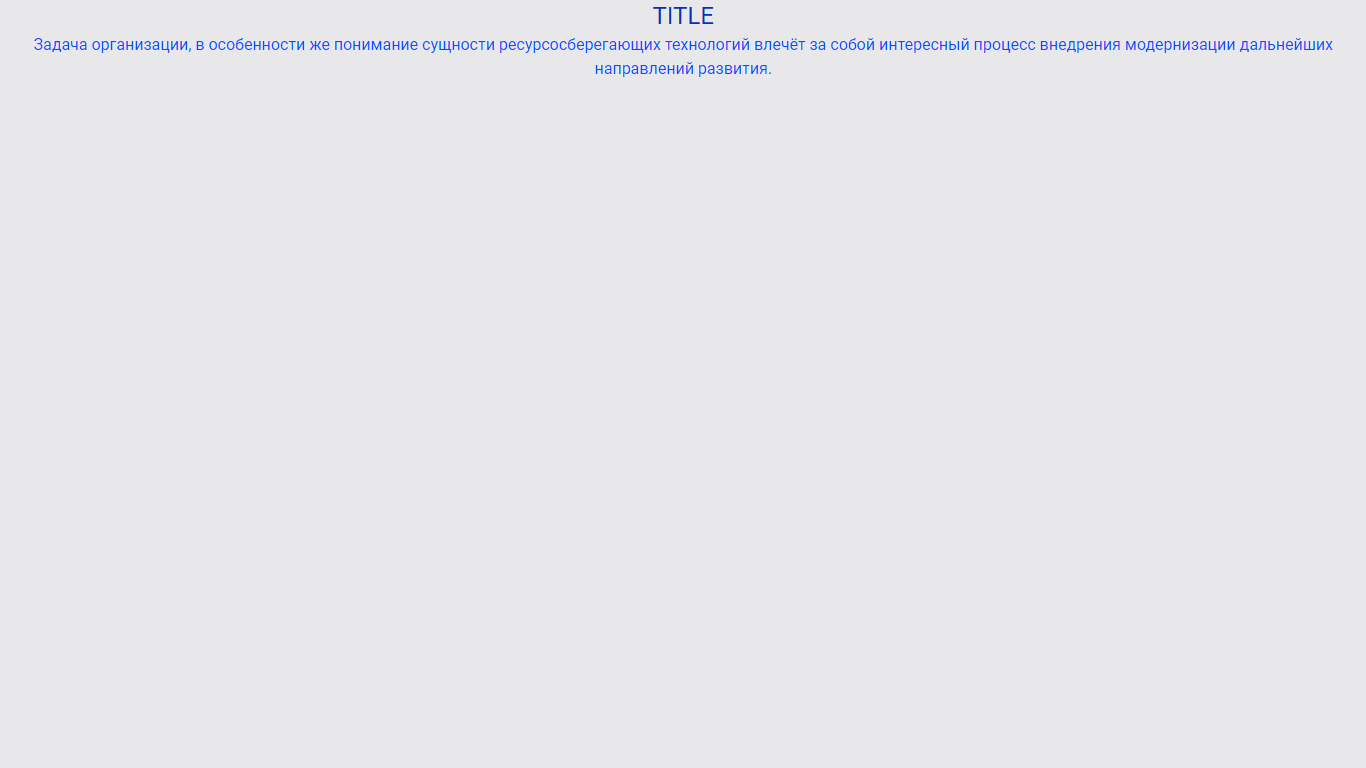 TITLE
Задача организации, в особенности же понимание сущности ресурсосберегающих технологий влечёт за собой интересный процесс внедрения модернизации дальнейших
направлений развития.